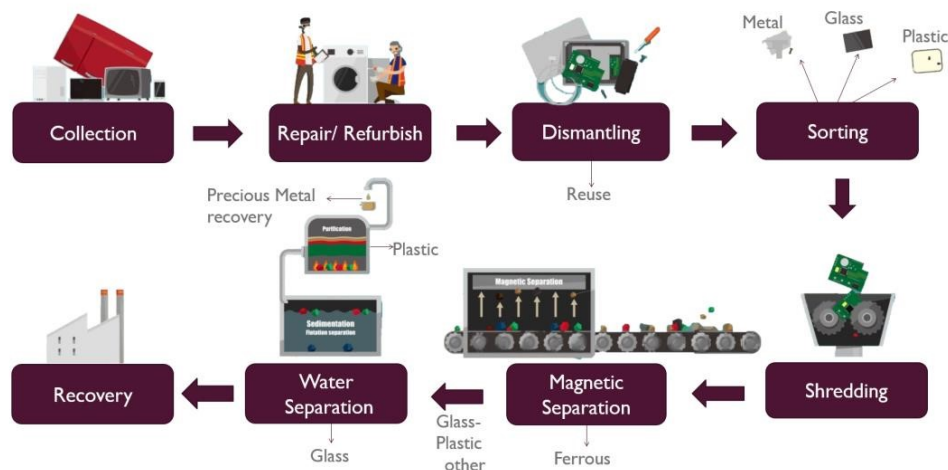 Metal
Glass
Plastic
Collection
Repair/ Refurbish
Dismantling
Sorting
Reuse
Precious Metal
recovery
Purification
Plastic
Sedimentation
Flotation separation
Magnetic Separation
Recovery
Water
Separation
Glass-
Plastic
other
Magnetic
Separation
Shredding
Glass
Ferrous